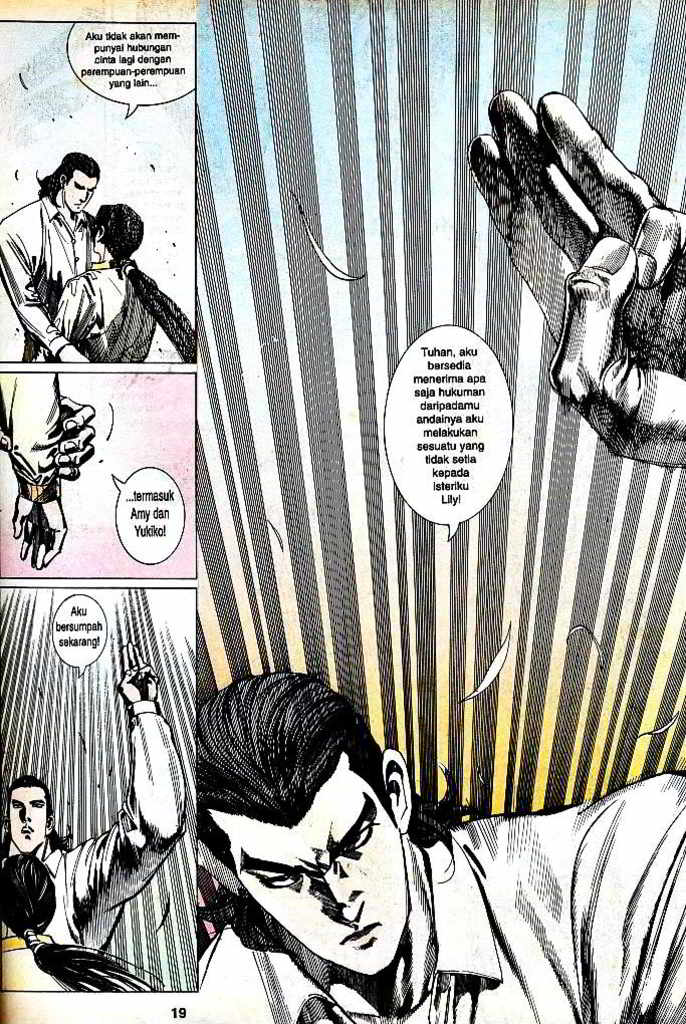 Aku tidak akan mem-
punyai hubungan
cinta lagi dengan
perempuan-perempuan
yang lain...
...termasuk
Amy dan
Yukiko!
Aku
bersumpah
sekarang!
Tuhan, aku
bersedia
menerima apa
saja hukuman
daripadamu
andainya aku
melakukan
sesuatu yang
tidak setia
kepada
isteriku
Lily!
19